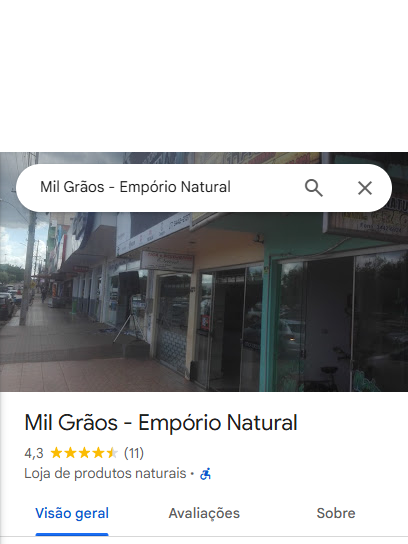 Mil Grãos - Empório Natural
Mil Grãos - Empório Natural
4,3 (11)
Loja de produtos naturais •
Visão geral Avaliações Sobre